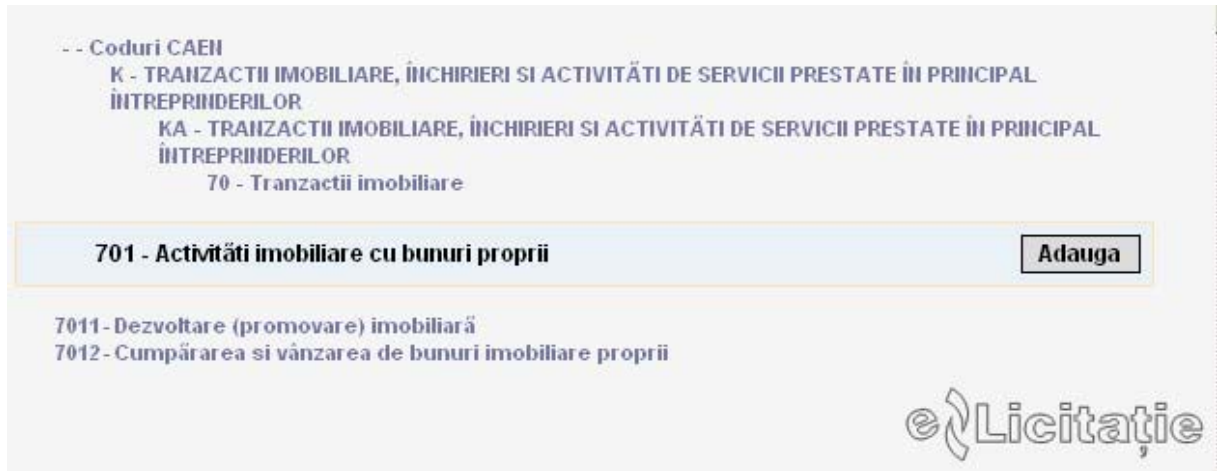 - - Coduri CAEN
K - TRANZACTII IMOBILIARE, ÎNCHIRIERI SI ACTIVITĂTI DE SERVICII PRESTATE ÎN PRINCIPAL
ÎNTREPRINDERILOR
KA - TRANZACTII IMOBILIARE, ÎNCHIRIERI SI ACTIVITĂTI DE SERVICII PRESTATE ÎN PRINCIPAL
ÎNTREPRINDERILOR
70 - Tranzactii imobiliare
701 - Activităti imobiliare cu bunuri proprii Adauga
7011- Dezvoltare (promovare) imobiliară
7012- Cumpărarea si vânzarea de bunuri imobiliare proprii
e Licitaţie